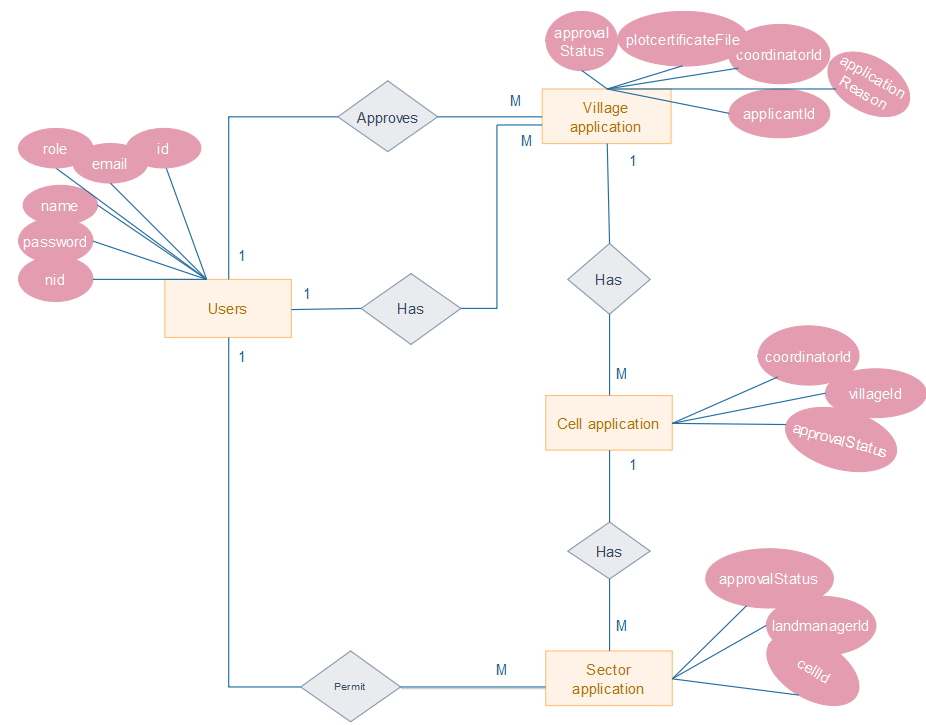 approval
Status
plotcertificateFile
coordinatorId
application
Reason
applicantId
M
Village
application
Approves
M
1
role
email
id
name
password
nid
1
1
Users
Has
1
Has
M
Cell application
coordinatorId
villageId
approvalStatus
1
Has
M
approvalStatus
landmanagerId
cellId
Permit
M
Sector
application